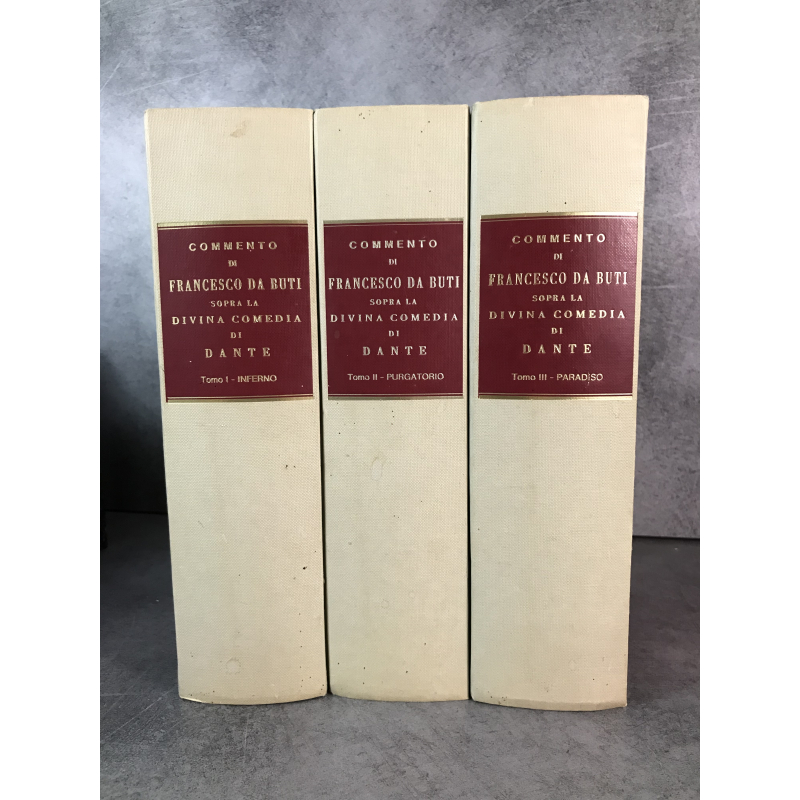 COMMENTO
DI
FRANCESCO DA BUTI
SOPRA LA
DIVINA COMEDIA
DI
DANTE
Tomo I - INFERNO
COMMENTO
DI
FRANCESCO DA BUTI
SOPRA LA
DIVINA COMEDIA
DI
DANTE
Tomo II - PURGATORIO
COMMENTO
DI
FRANCESCO DA BUTI
SOPRA LA
DIVINA COMEDIA
DI
DANTE
Tomo III - PARADISO